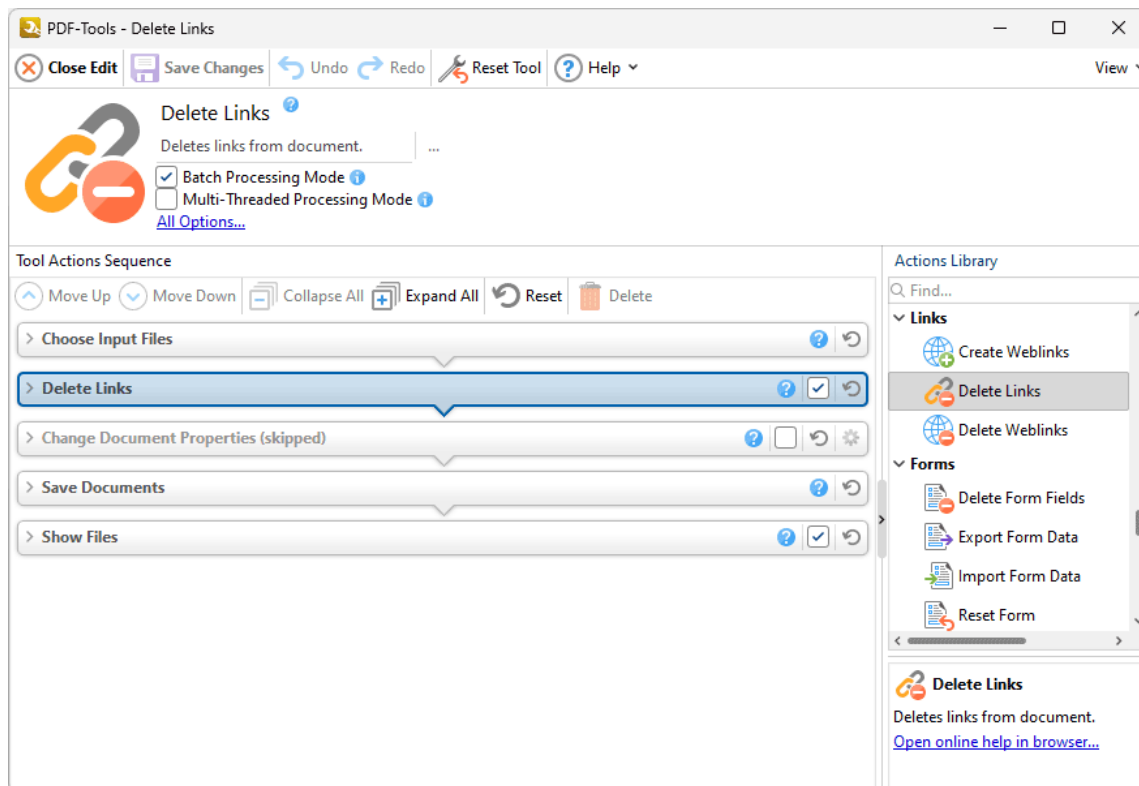 PDF-Tools - Delete Links
Close Edit Save Changes Undo Redo Reset Tool ? Help View
Delete Links ?
Deletes links from document. ...
Batch Processing Mode i
Multi-Threaded Processing Mode i
All Options...
Tool Actions Sequence
Move Up Move Down Collapse All Expand All Reset Delete
Choose Input Files ?
Delete Links ?
Change Document Properties (skipped) ?
Save Documents ?
Show Files ?
Actions Library
Find...
Links
Create Weblinks
Delete Links
Delete Weblinks
Forms
Delete Form Fields
Export Form Data
Import Form Data
Reset Form
Delete Links
Deletes links from document.
Open online help in browser...